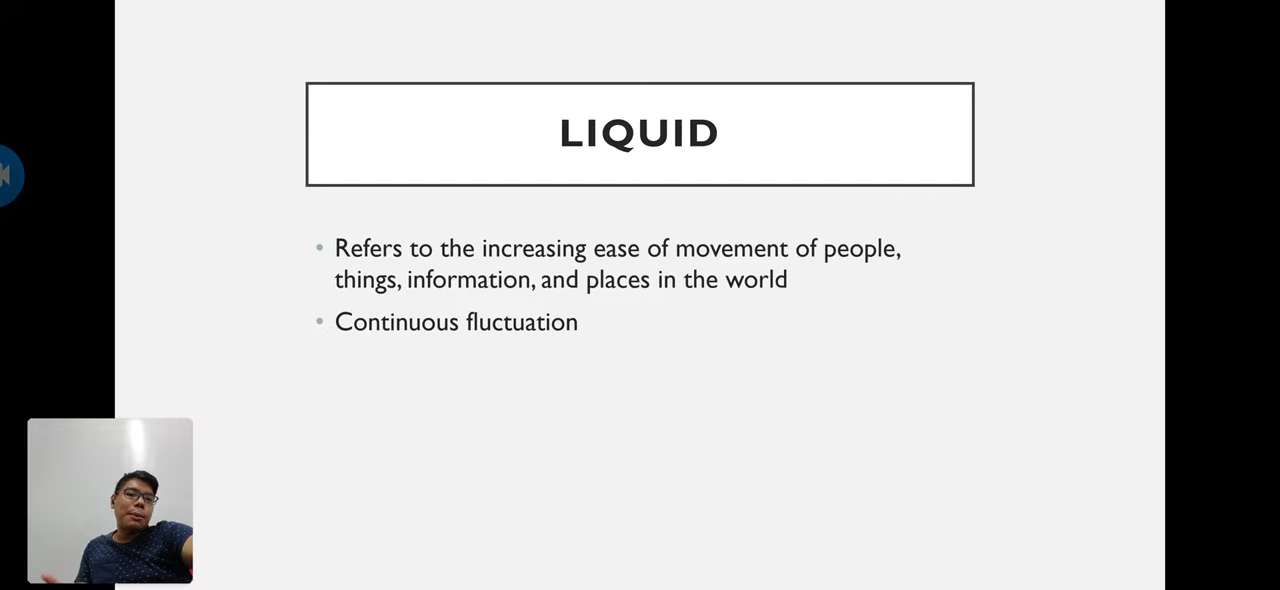 LIQUID
• Refers to the increasing ease of movement of people,
things, information, and places in the world
• Continuous fluctuation